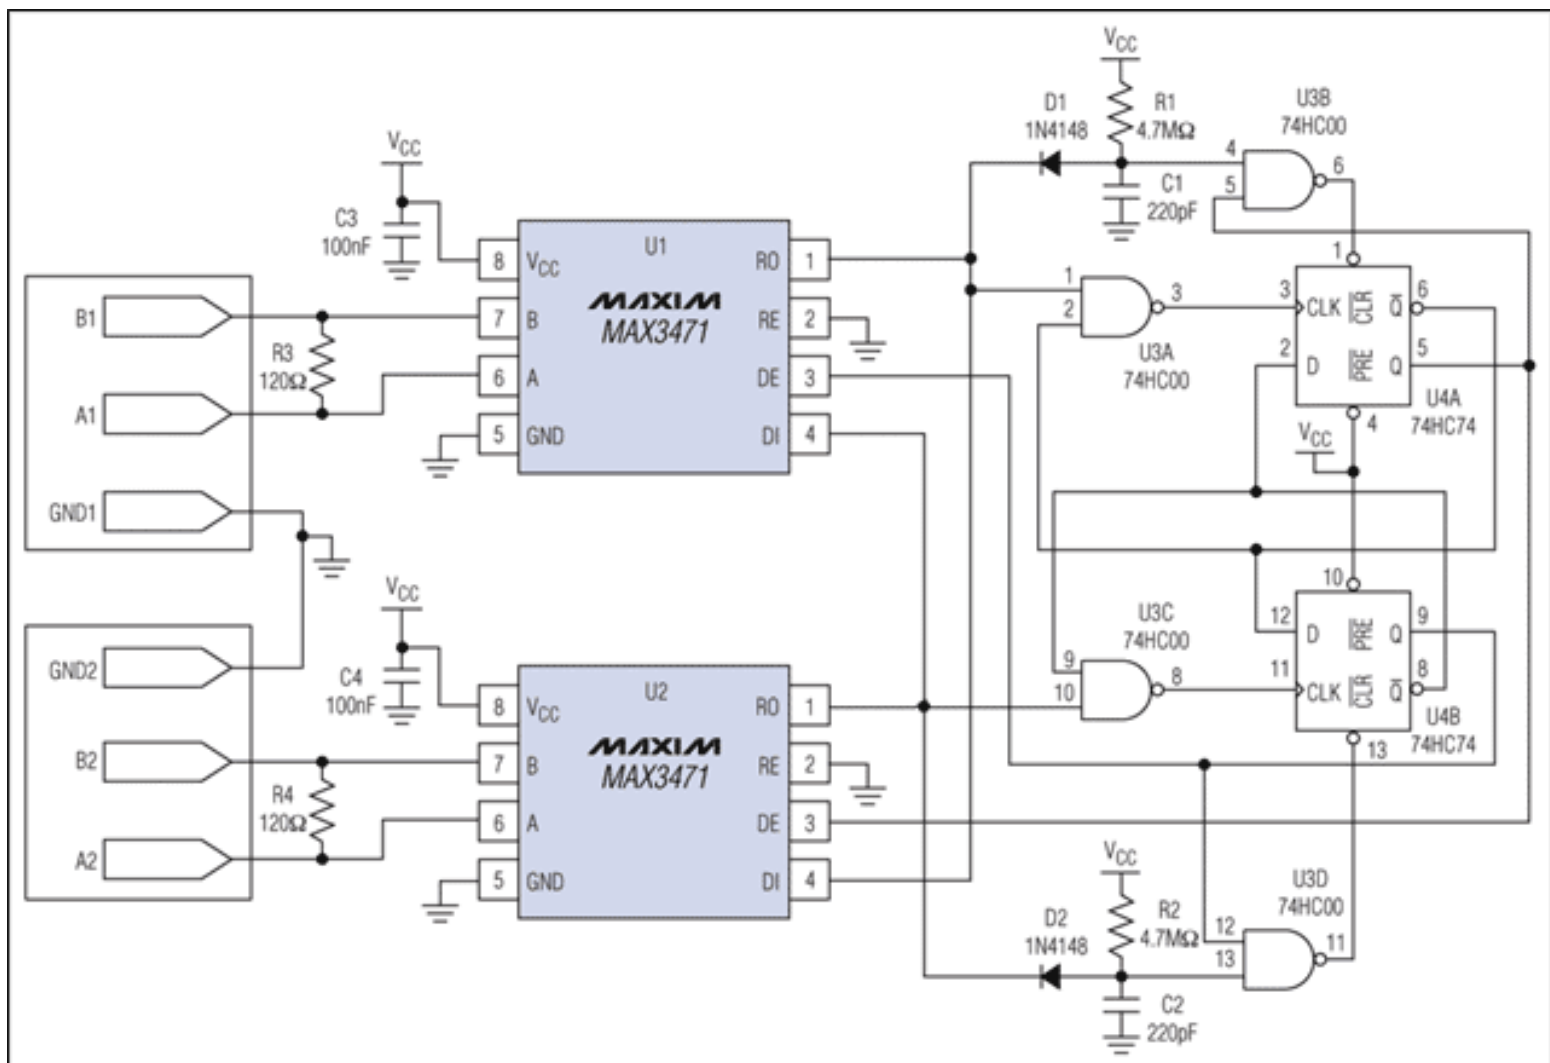 VCC
D1
1N4148
R1
4.7MΩ
U3B
74HC00
4
5
6
C1
220pF
VCC
C3
100nF
U1
8
VCC
RO
1
MAXIM
MAX3471
7
B
RE
2
6
A
DE
3
5
GND
DI
4
B1
R3
120Ω
A1
GND1
1
2
3
U3A
74HC00
1
3
CLK
CLR
Q
6
2
D
PRE
Q
5
U4A
74HC74
4
VCC
GND2
B2
R4
120Ω
A2
VCC
C4
100nF
U2
8
VCC
RO
1
MAXIM
MAX3471
7
B
RE
2
6
A
DE
3
5
GND
DI
4
U3C
74HC00
9
10
8
10
12
D
PRE
Q
9
11
CLK
CLR
Q
8
U4B
74HC74
13
VCC
D2
1N4148
R2
4.7MΩ
U3D
74HC00
12
13
11
C2
220pF